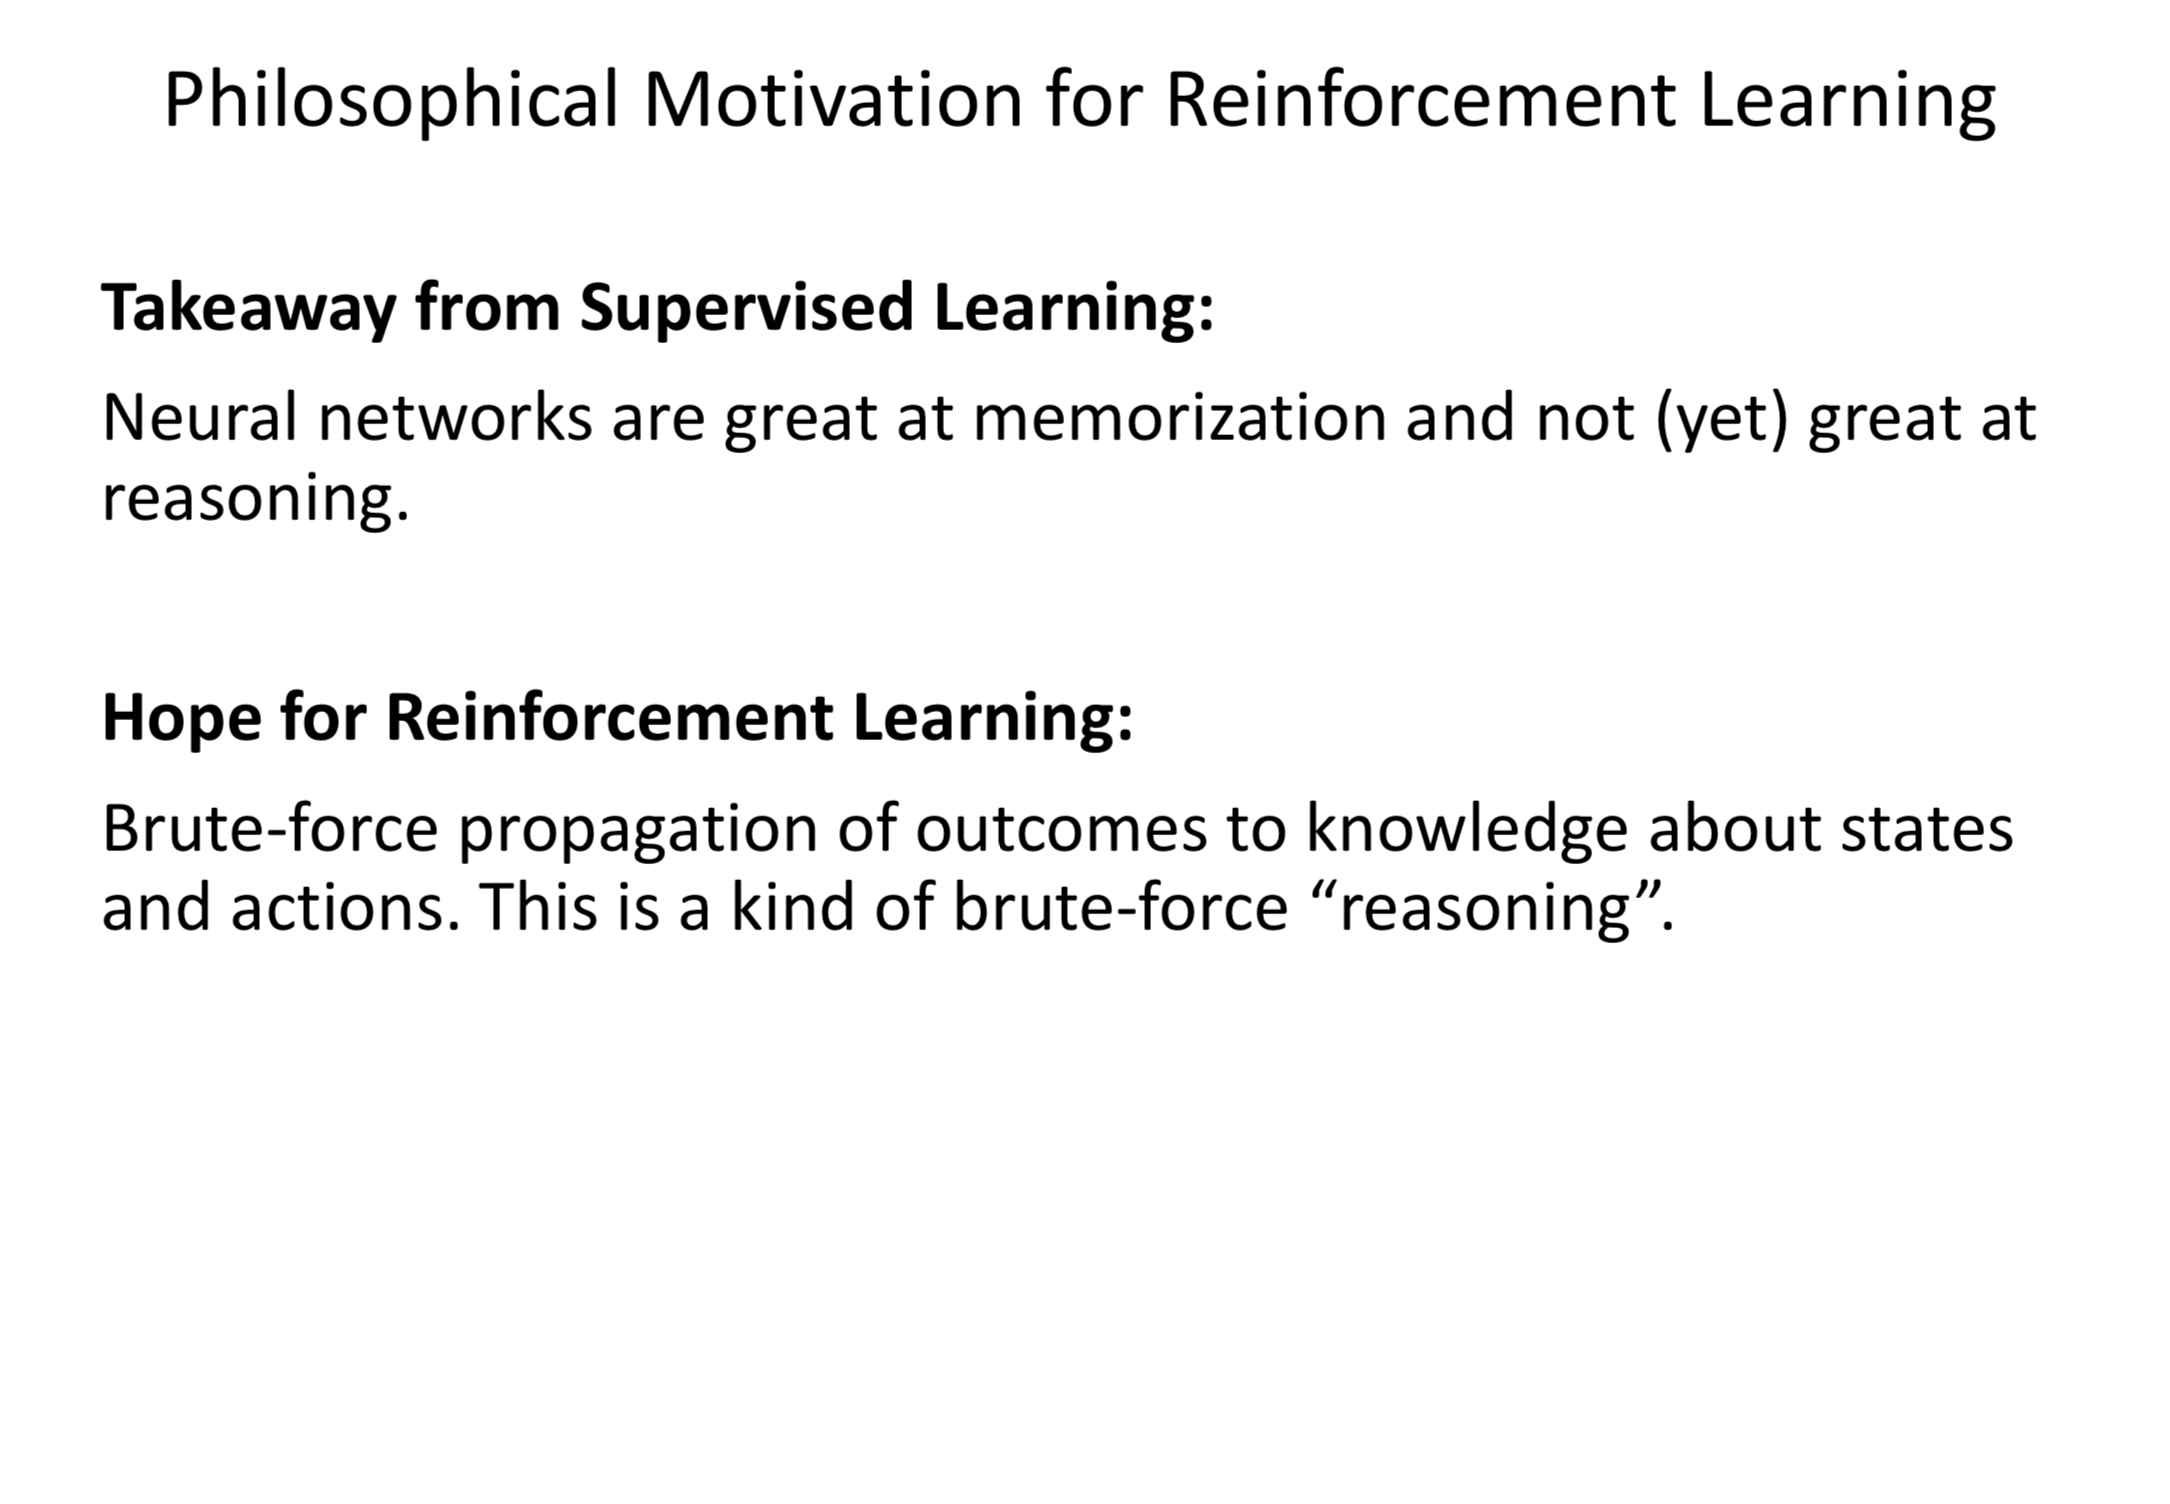 Philosophical Motivation for Reinforcement Learning
Takeaway from Supervised Learning:
Neural networks are great at memorization and not (yet) great at
reasoning.
Hope for Reinforcement Learning:
Brute-force propagation of outcomes to knowledge about states
and actions. This is a kind of brute-force “reasoning”.